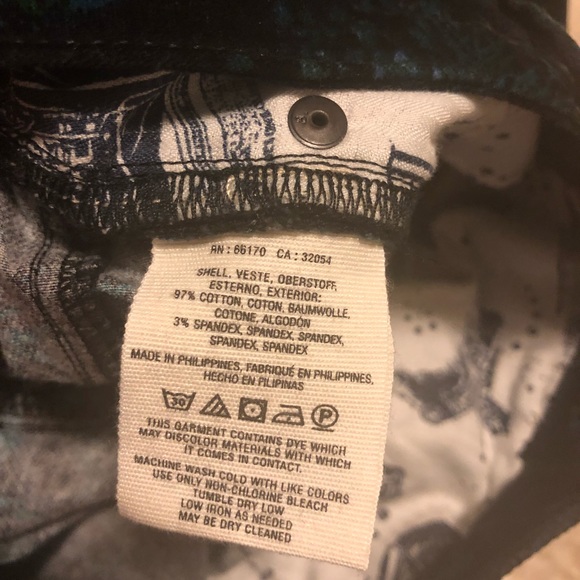 RN : 66170 CA : 32054
SHELL, VESTE, OBERSTOFF,
ESTERNO, EXTERIOR:
97% COTTON, COTON, BAUMWOLLE,
COTONE, ALGODÓN
3% SPANDEX, SPANDEX, SPANDEX,
SPANDEX, SPANDEX
MADE IN PHILIPPINES, FABRIQUÉ EN PHILIPPINES,
HECHO EN PILIPINAS
30 P
THIS GARMENT CONTAINS DYE WHICH
MAY DISCOLOR MATERIALS WITH WHICH
IT COMES IN CONTACT.
MACHINE WASH COLD WITH LIKE COLORS
USE ONLY NON-CHLORINE BLEACH
TUMBLE DRY LOW
LOW IRON AS NEEDED
MAY BE DRY CLEANED